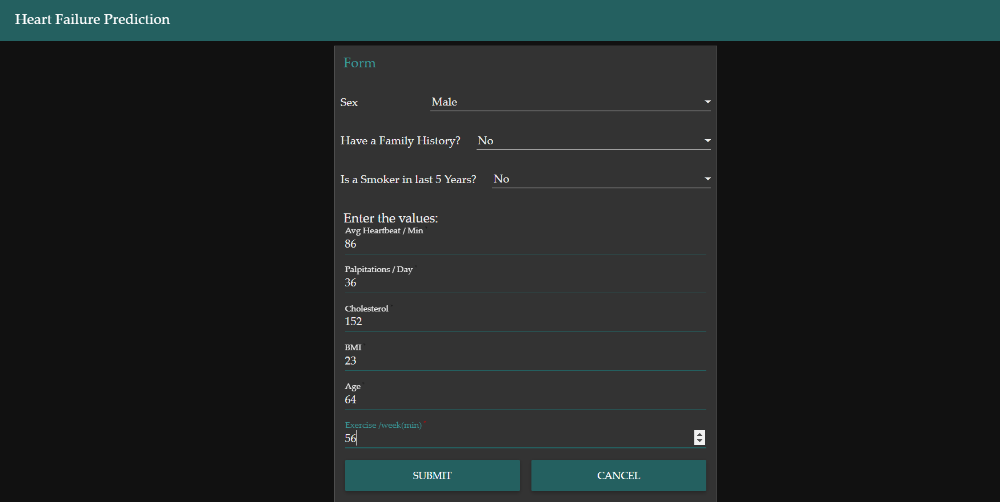 Heart Failure Prediction
Form
Sex Male
Have a Family History? No
Is a Smoker in last 5 Years? No
Enter the values:
Avg Heartbeat / Min *
86
Palpitations / Day *
36
Cholesterol *
152
BMI *
23
Age *
64
Exercise /week(min) *
56
SUBMIT CANCEL